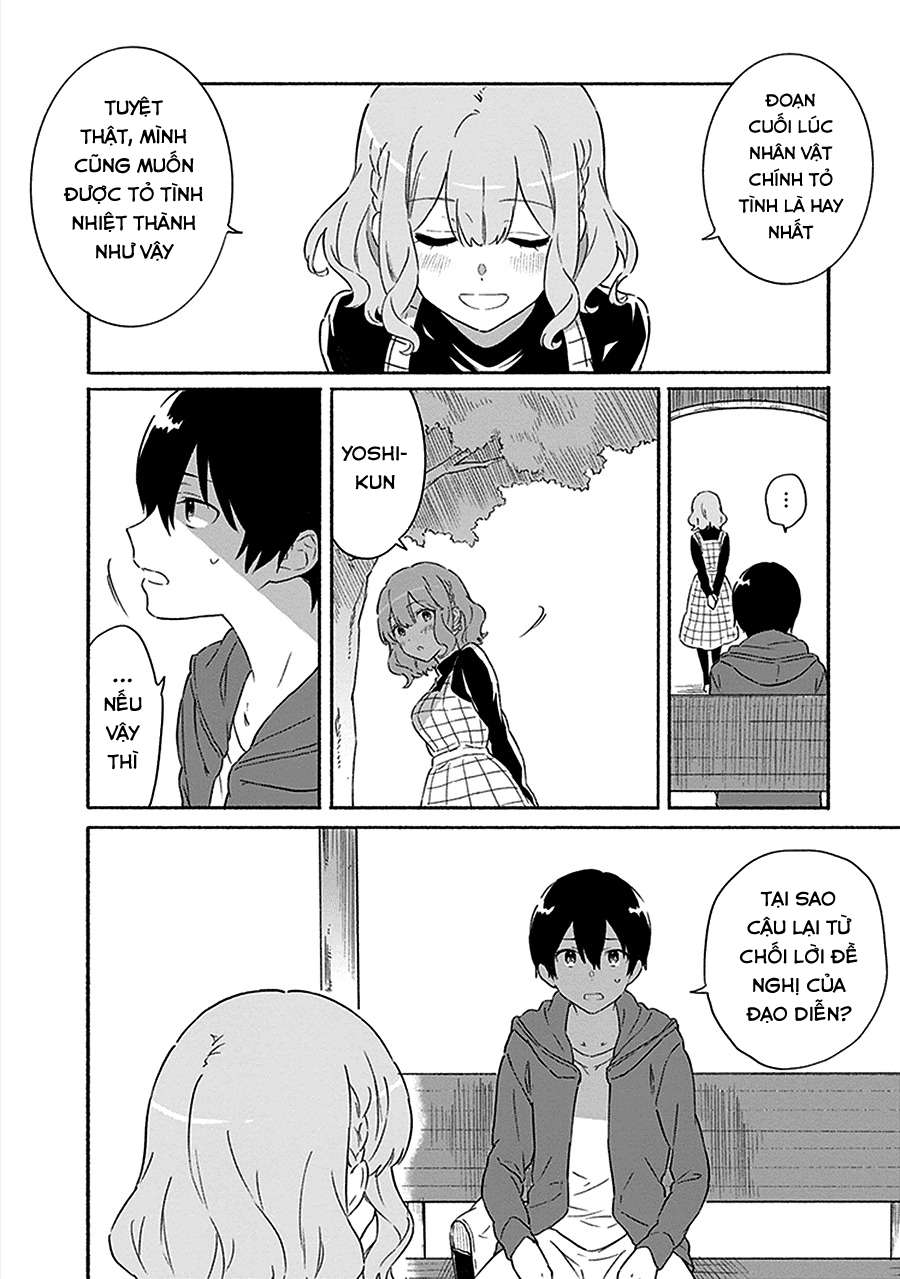 ĐOẠN
CUỐI LÚC
NHÂN VẬT
CHÍNH TỎ
TÌNH LÀ HAY
NHẤT
TUYỆT
THẬT, MÌNH
CŨNG MUỐN
ĐƯỢC TỎ TÌNH
NHIỆT THÀNH
NHƯ VẬY
...
YOSHI-
KUN
...
NẾU
VẬY
THÌ
TẠI SAO
CẬU LẠI TỪ
CHỐI LỜI ĐỀ
NGHỊ CỦA
ĐẠO DIỄN?